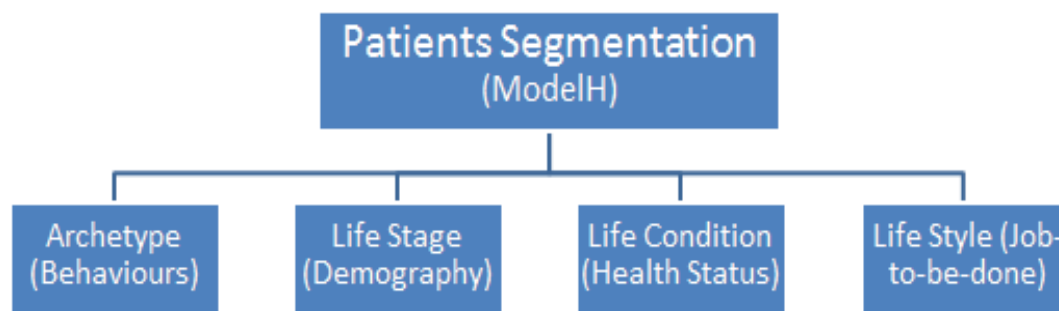 Patients Segmentation
(ModelH)
Archetype
(Behaviours)
Life Stage
(Demography)
Life Condition
(Health Status)
Life Style (Job-
to-be-done)